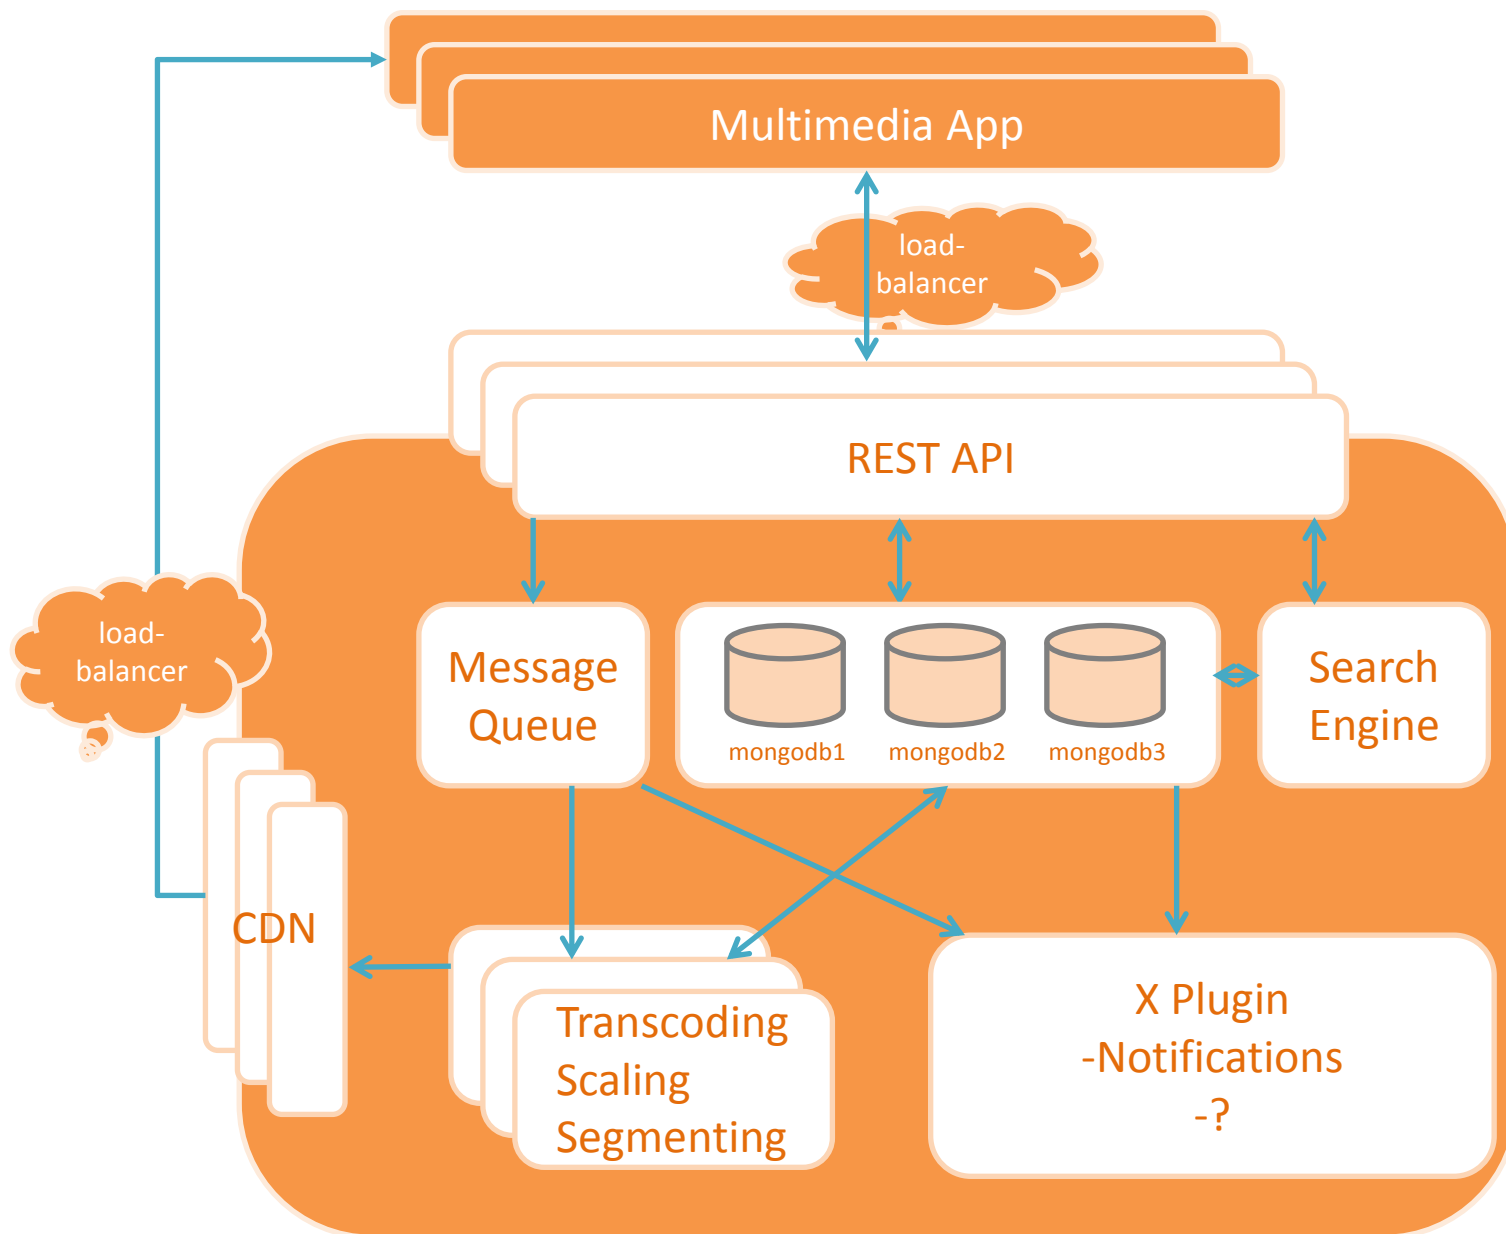 Multimedia App
load-
balancer
REST API
load-
balancer
Message
Queue
mongodb1
mongodb2
mongodb3
Search
Engine
CDN
Transcoding
Scaling
Segmenting
X Plugin
-Notifications
-?